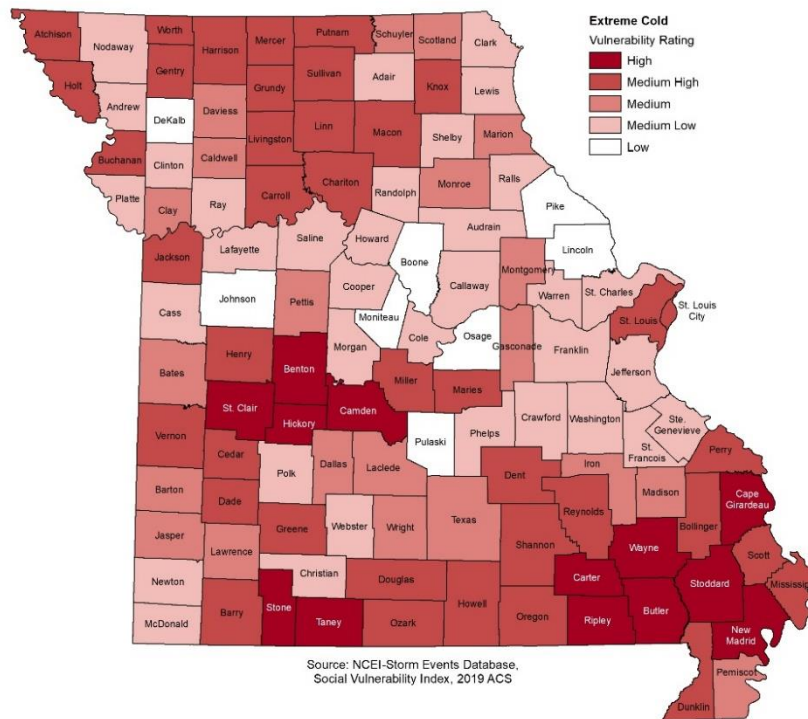 Extreme Cold
Vulnerability Rating
High
Medium High
Medium
Medium Low
Low
Atchison
Nodaway
Worth
Harrison
Mercer
Putnam
Schuyler
Scotland
Clark
Gentry
Sullivan
Adair
Knox
Lewis
Holt
Andrew
DeKalb
Daviess
Grundy
Linn
Macon
Shelby
Marion
Livingston
Buchanan
Clinton
Caldwell
Chariton
Monroe
Ralls
Platte
Clay
Ray
Carroll
Randolph
Pike
Audrain
Saline
Howard
Jackson
Lafayette
Boone
Lincoln
Callaway
Montgomery
Cooper
Warren
St. Charles
Johnson
Pettis
Moniteau
St. Louis
City
Cass
St. Louis
Morgan
Cole
Osage
Gasconade
Franklin
Henry
Benton
Jefferson
Bates
Miller
Maries
St. Clair
Camden
Hickory
Crawford
Washington
Ste.
Genevieve
Vernon
Phelps
Pulaski
St.
Francois
Perry
Cedar
Polk
Dallas
Laclede
Dent
Iron
Madison
Cape
Girardeau
Barton
Dade
Reynolds
Bollinger
Greene
Webster
Wright
Texas
Jasper
Wayne
Scott
Lawrence
Shannon
Newton
Christian
Douglas
Carter
Stoddard
Mississippi
Stone
Howell
McDonald
Barry
Taney
Ozark
Oregon
Ripley
Butler
New
Madrid
Pemiscot
Dunklin
Source: NCEI-Storm Events Database,
Social Vulnerability Index, 2019 ACS